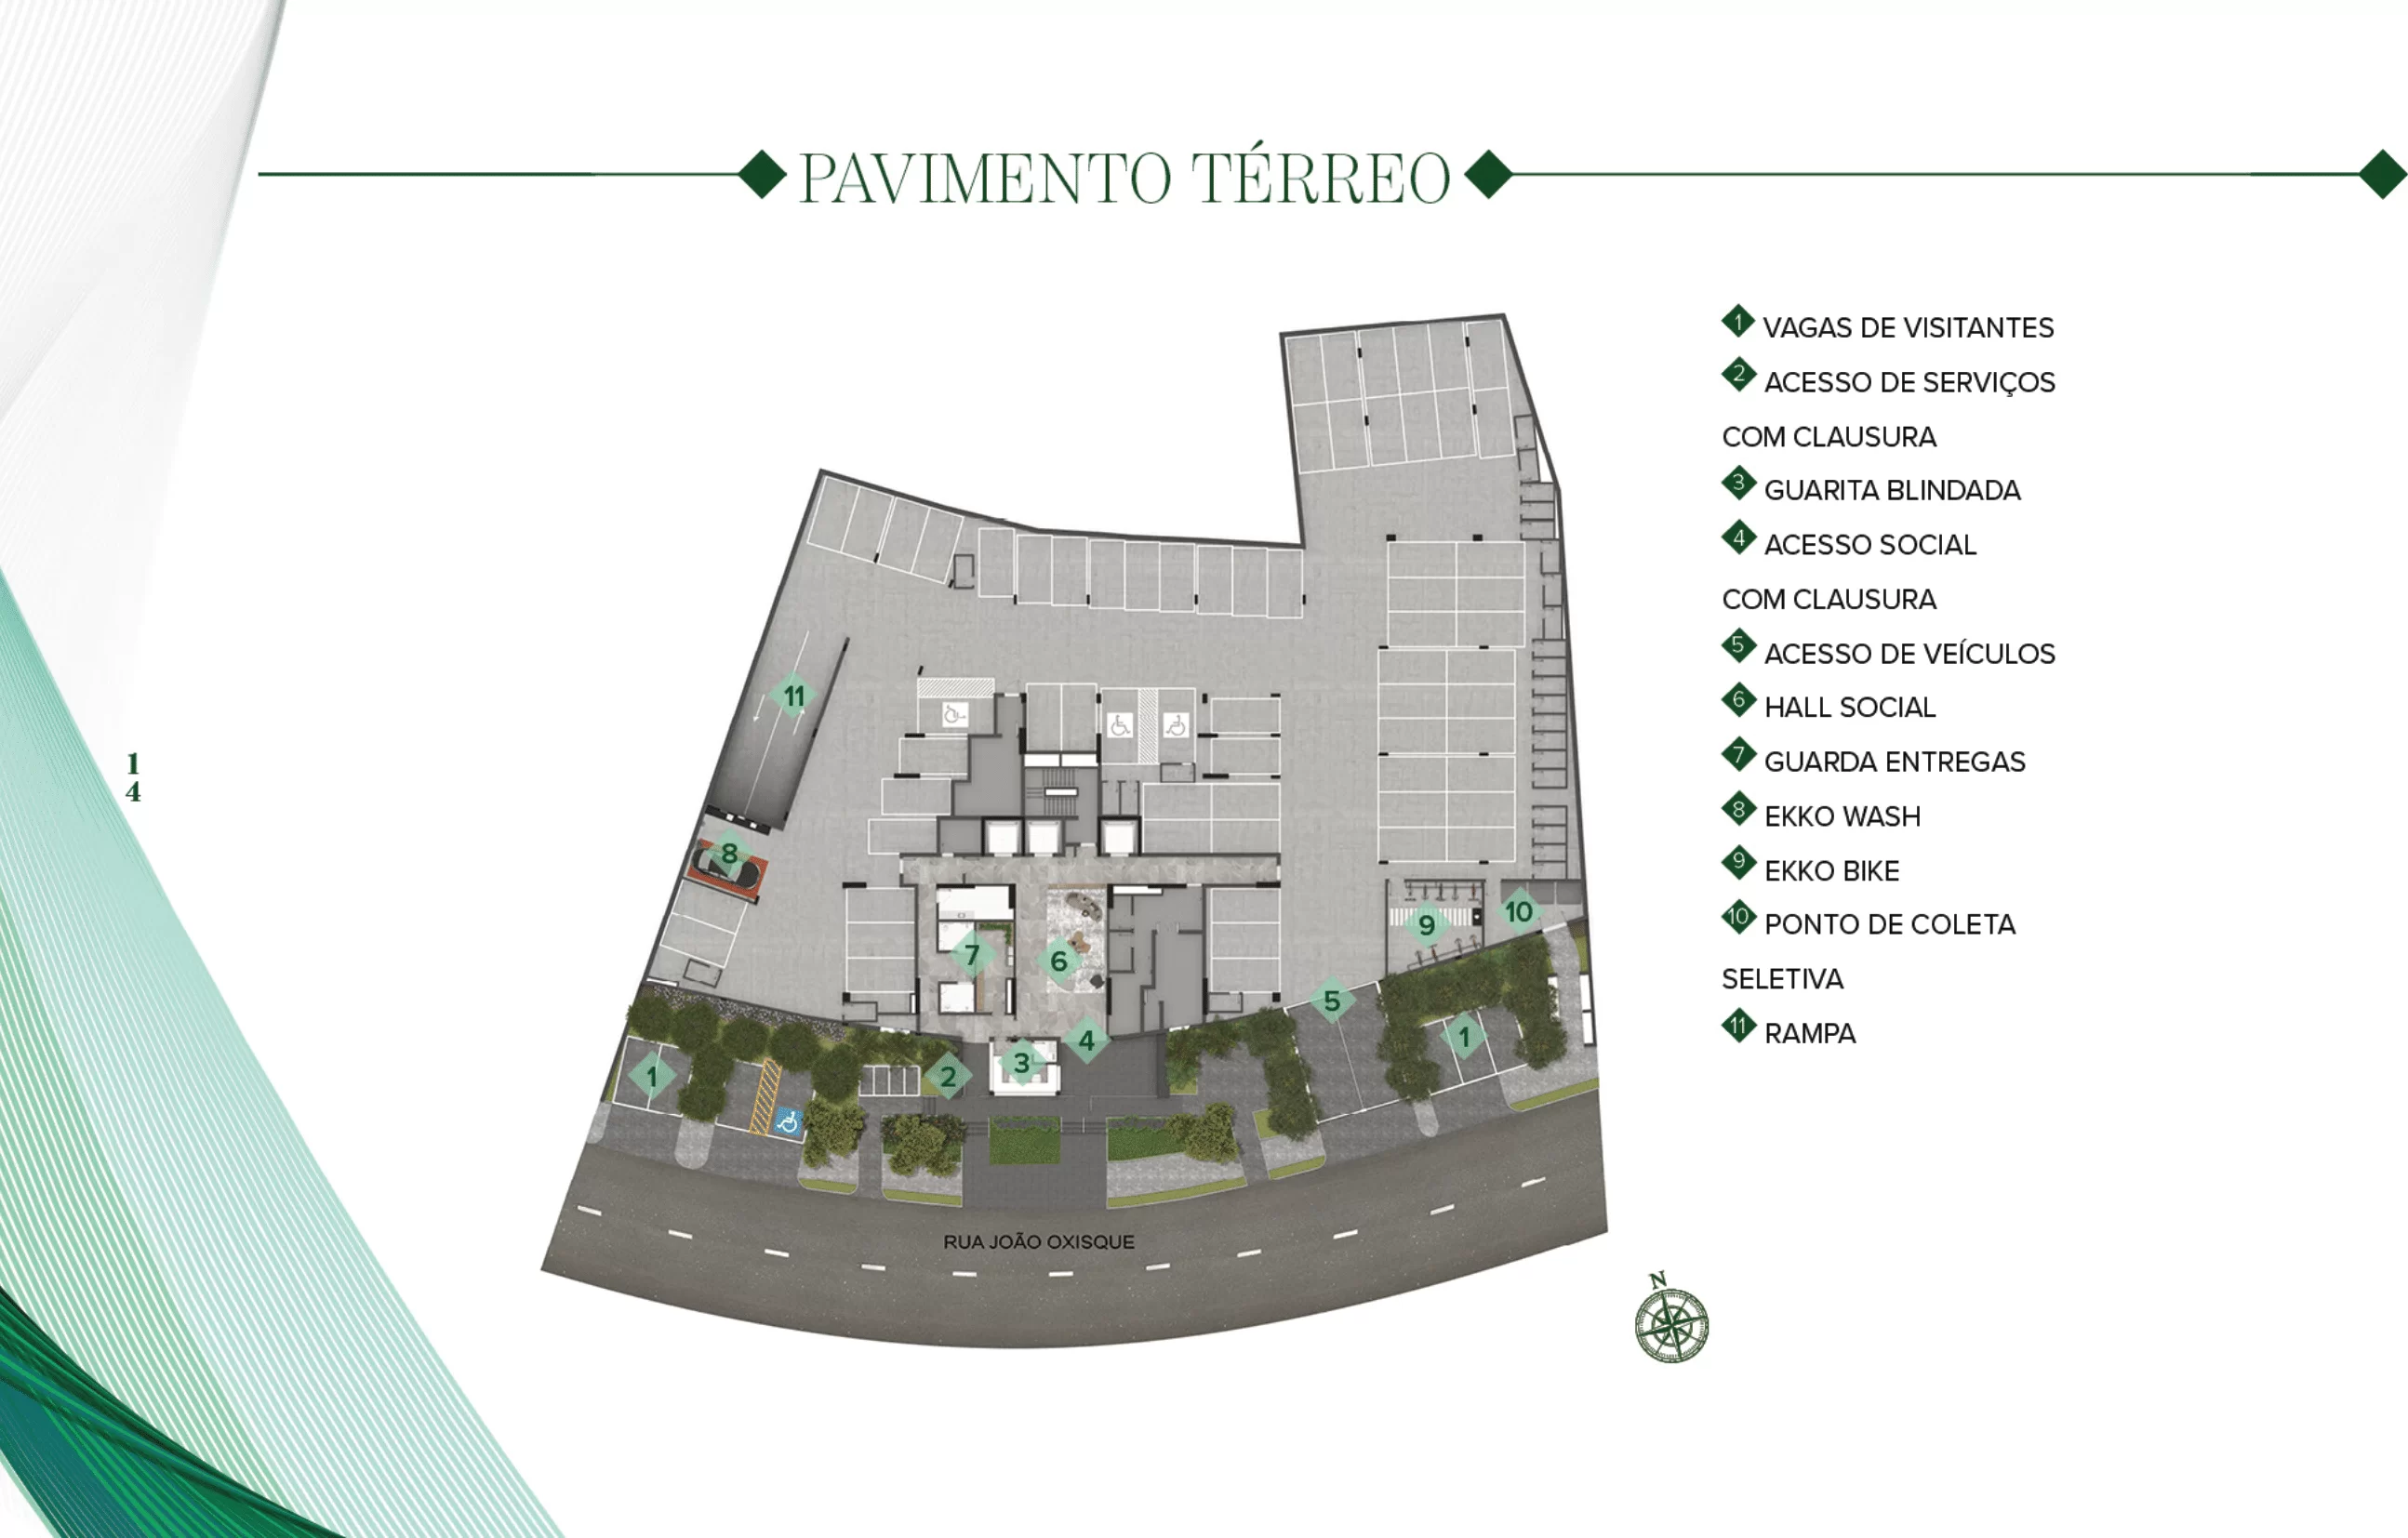 PAVIMENTO TÉRREO
1 VAGAS DE VISITANTES
2 ACESSO DE SERVIÇOS
COM CLAUSURA
3 GUARITA BLINDADA
4 ACESSO SOCIAL
COM CLAUSURA
5 ACESSO DE VEÍCULOS
6 HALL SOCIAL
7 GUARDA ENTREGAS
8 EKKO WASH
9 EKKO BIKE
10 PONTO DE COLETA
SELETIVA
11 RAMPA
1
4
11
8
7
6
9
10
5
4
3
2
1
1
RUA JOÃO OXISQUE
N